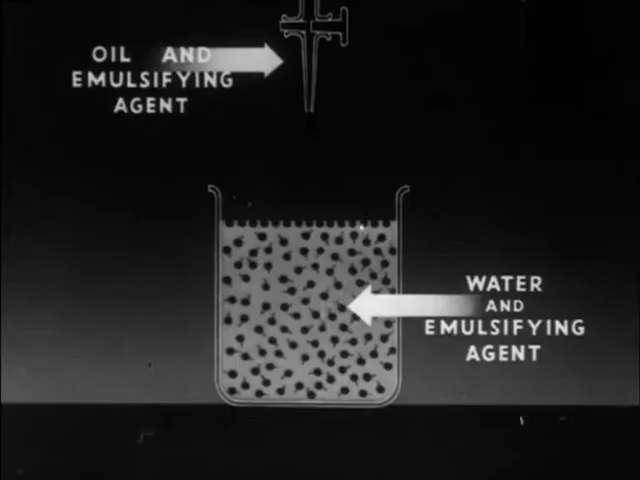 OIL AND
EMULSIFYING
AGENT
WATER
AND
EMULSIFYING
AGENT